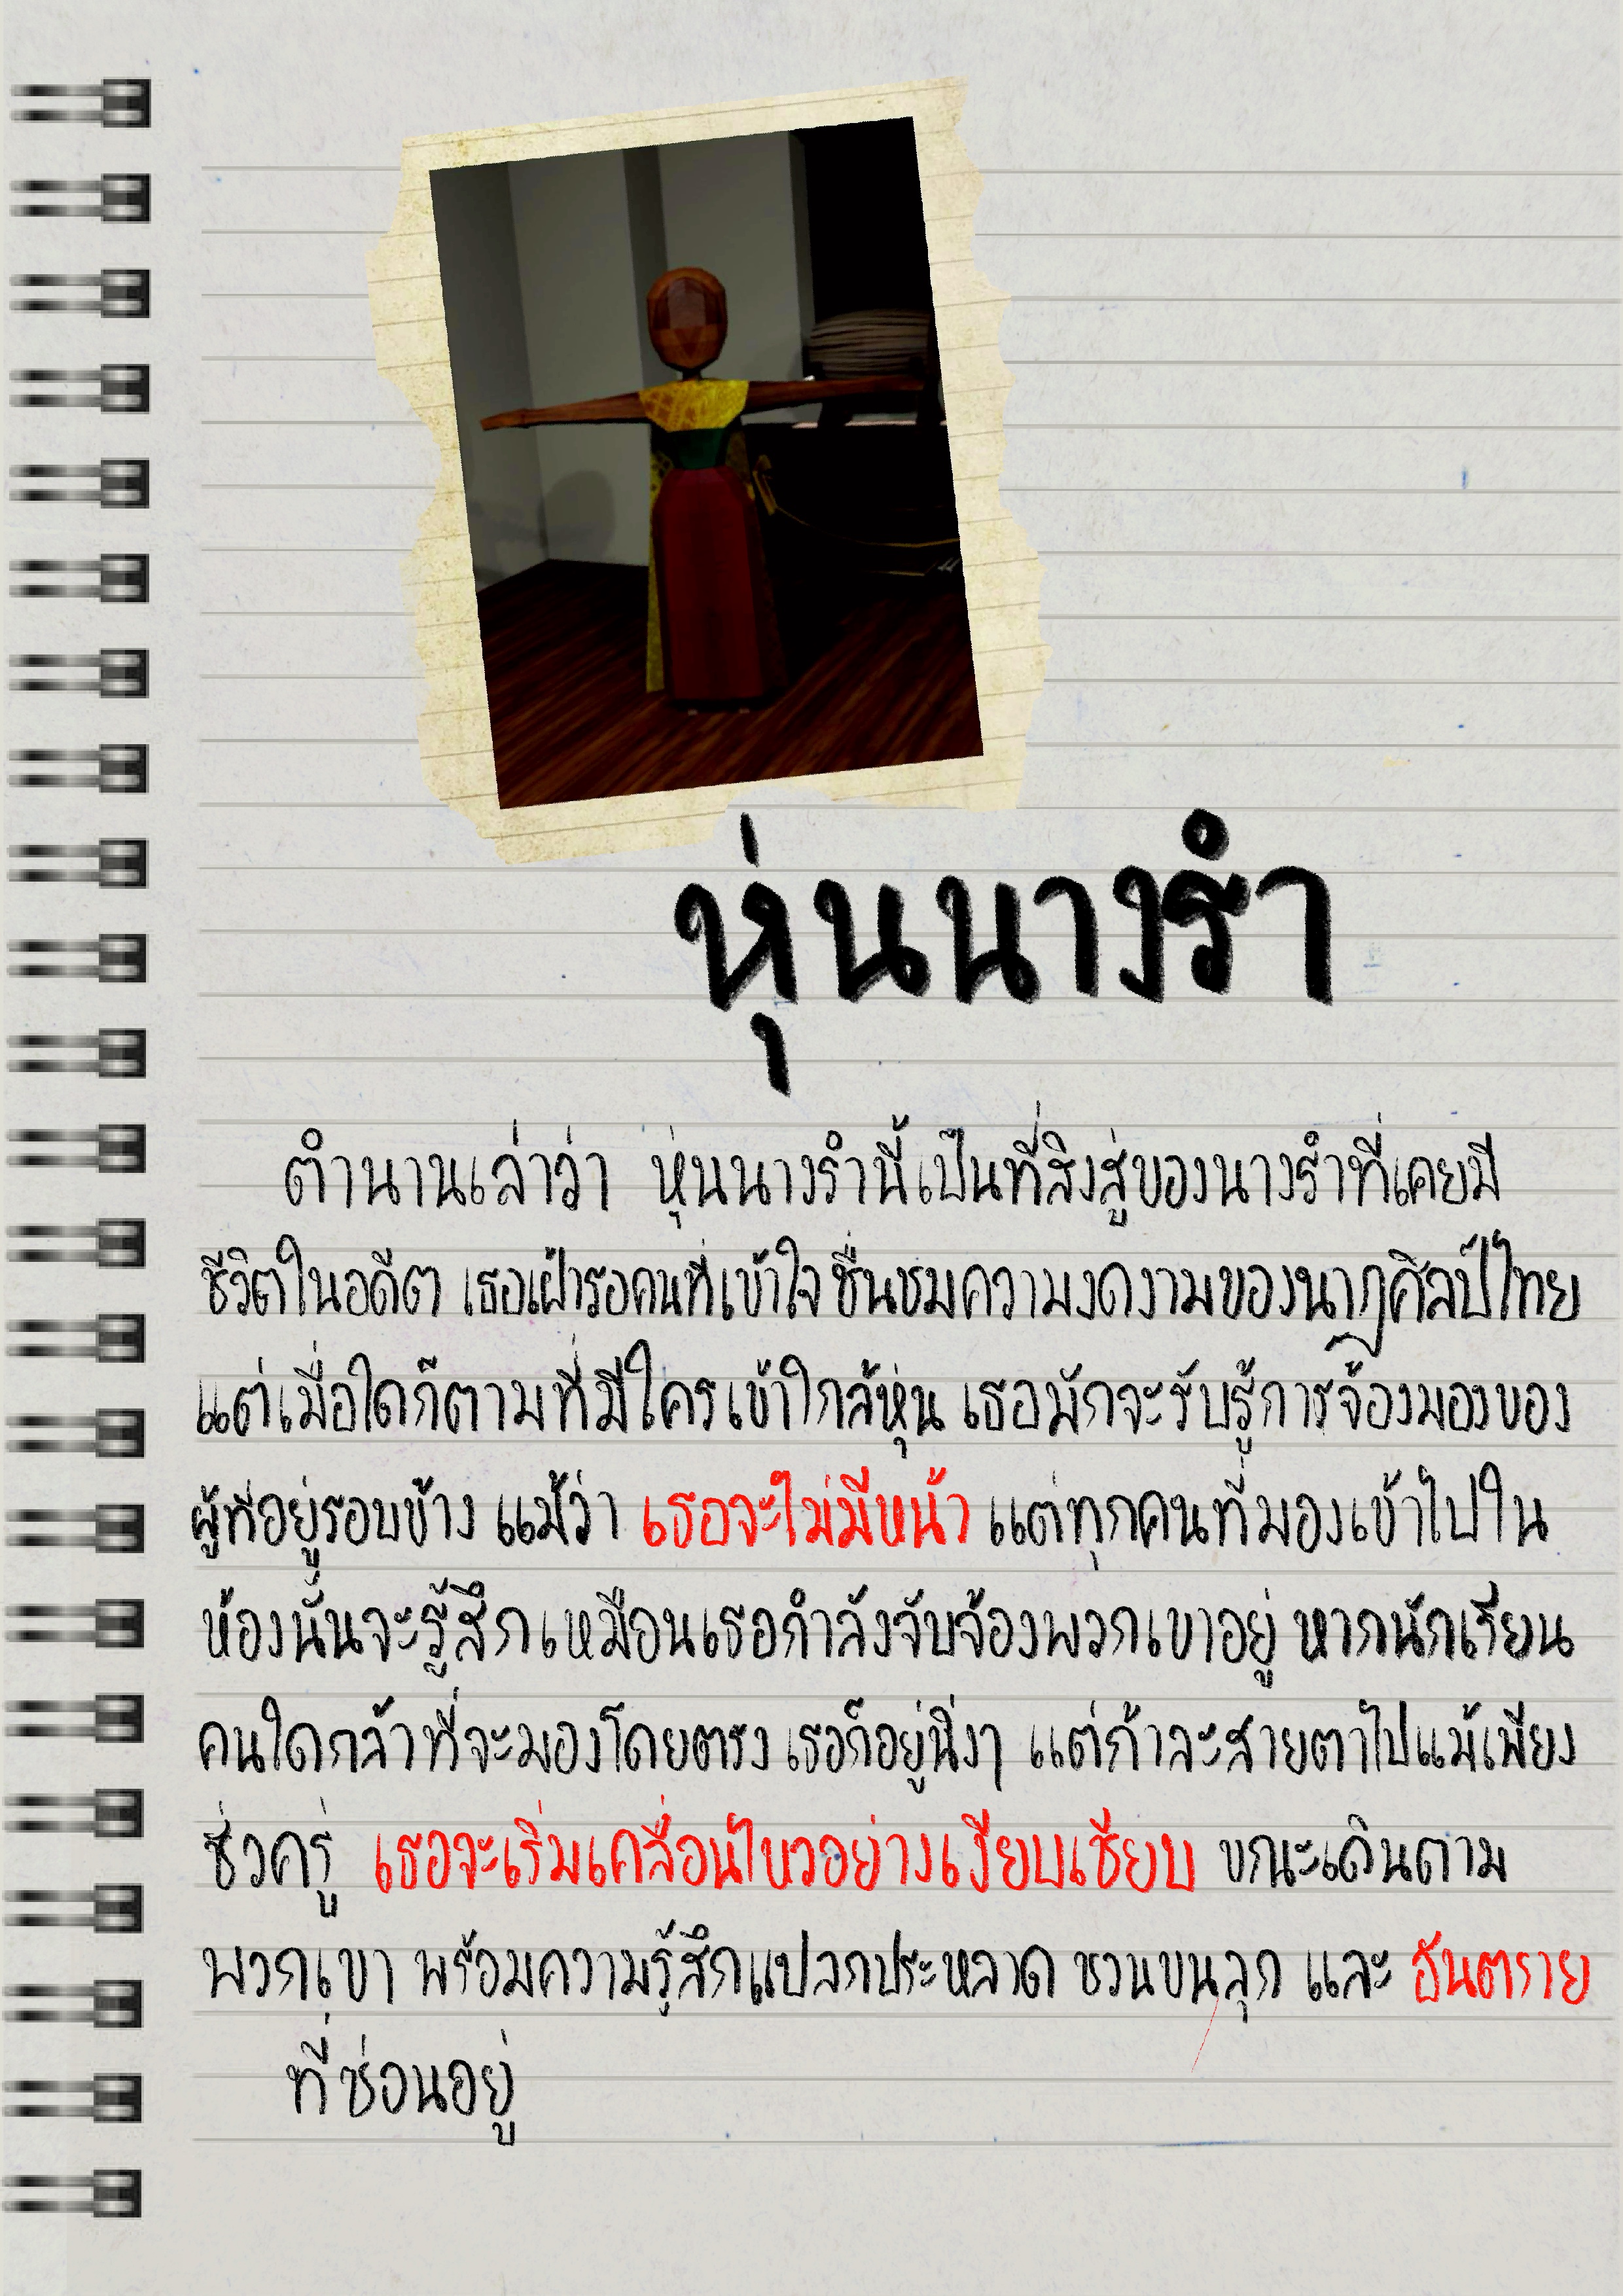 หุ่นนางรำ
ตำนานเล่าว่า หุ่นนางรำนี้เป็นที่สิงสู่ของนางรำที่เคยมี
ชีวิตในอดีต เธอเฝ้ารอคนที่เข้าใจชื่นชมความงดงามของนาฏศิลป์ไทย
แต่เมื่อใดก็ตามที่มีใครเข้าใกล้หุ่น เธอมักจะรับรู้การจ้องมองของ
ผู้ที่อยู่รอบข้าง แม้ว่า เธอจะไม่มีหน้า แต่ทุกคนที่มองเข้าไปใน
ห้องนั้นจะรู้สึกเหมือนเธอกำลังจับจ้องพวกเขาอยู่ หากนักเรียน
คนใดกล้าที่จะมองโดยตรง เธอก็อยู่นิ่งๆ แต่ถ้าละสายตาไปแม้เพียง
ชั่วครู่ เธอจะเริ่มเคลื่อนไหวอย่างเงียบเชียบ ขณะเดินตาม
พวกเขา พร้อมความรู้สึกแปลกประหลาด ชวนขนลุก และ อันตราย
ที่ซ่อนอยู่